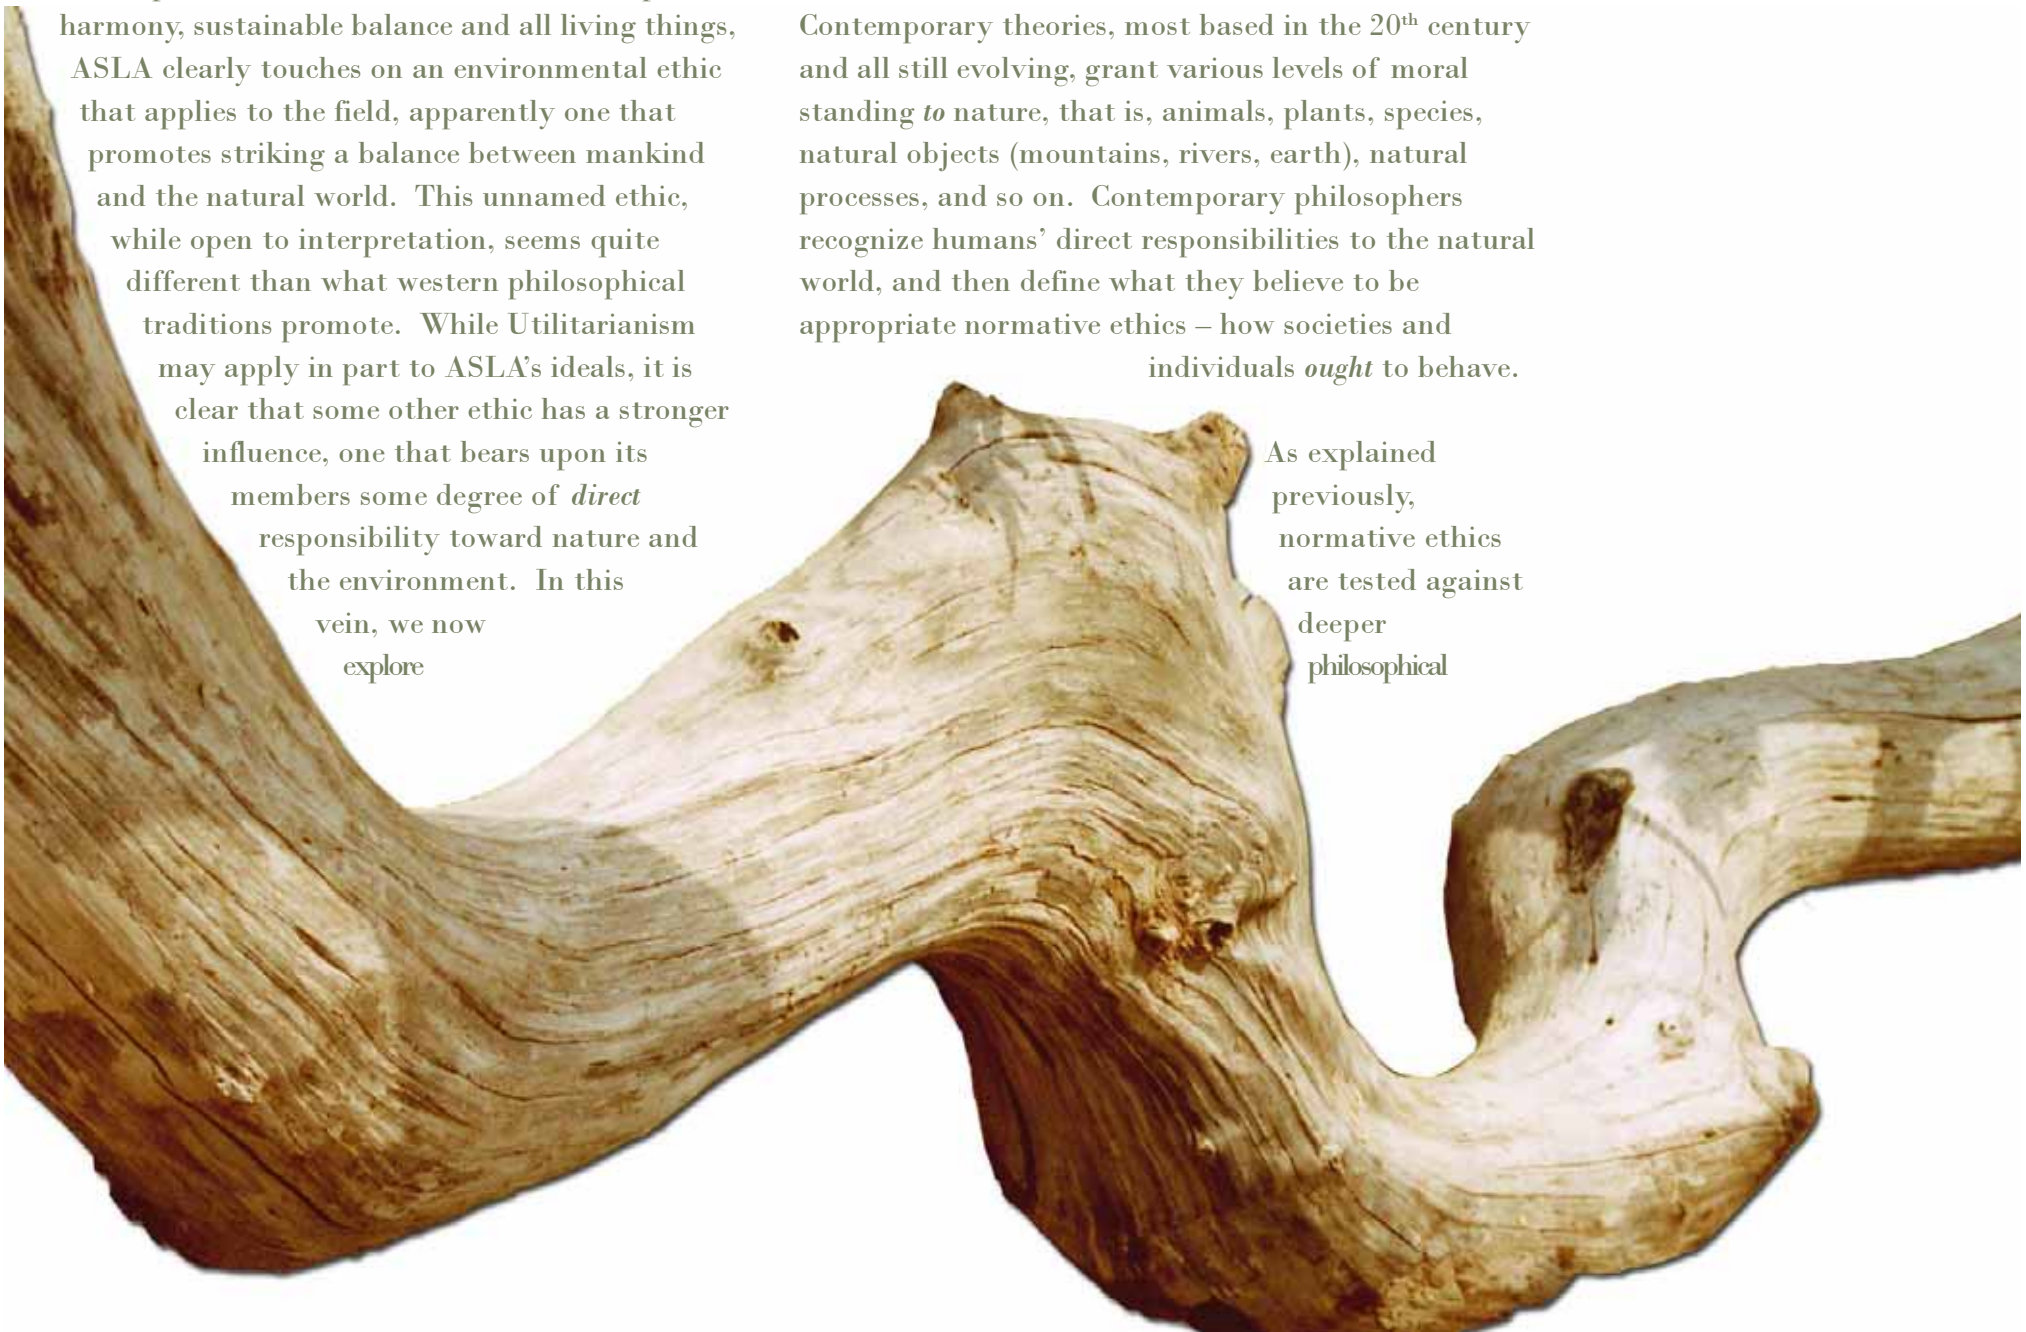 harmony, sustainable balance and all living things,
ASLA clearly touches on an environmental ethic
that applies to the field, apparently one that
promotes striking a balance between mankind
and the natural world.  This unnamed ethic,
while open to interpretation, seems quite
different than what western philosophical
traditions promote.  While Utilitarianism
may apply in part to ASLA’s ideals, it is
clear that some other ethic has a stronger
influence, one that bears upon its
members some degree of direct
responsibility toward nature and
the environment.  In this
vein, we now
explore
Contemporary theories, most based in the 20th century
and all still evolving, grant various levels of moral
standing to nature, that is, animals, plants, species,
natural objects (mountains, rivers, earth), natural
processes, and so on.  Contemporary philosophers
recognize humans’ direct responsibilities to the natural
world, and then define what they believe to be
appropriate normative ethics – how societies and
individuals ought to behave.
As explained
previously,
normative ethics
are tested against
deeper
philosophical